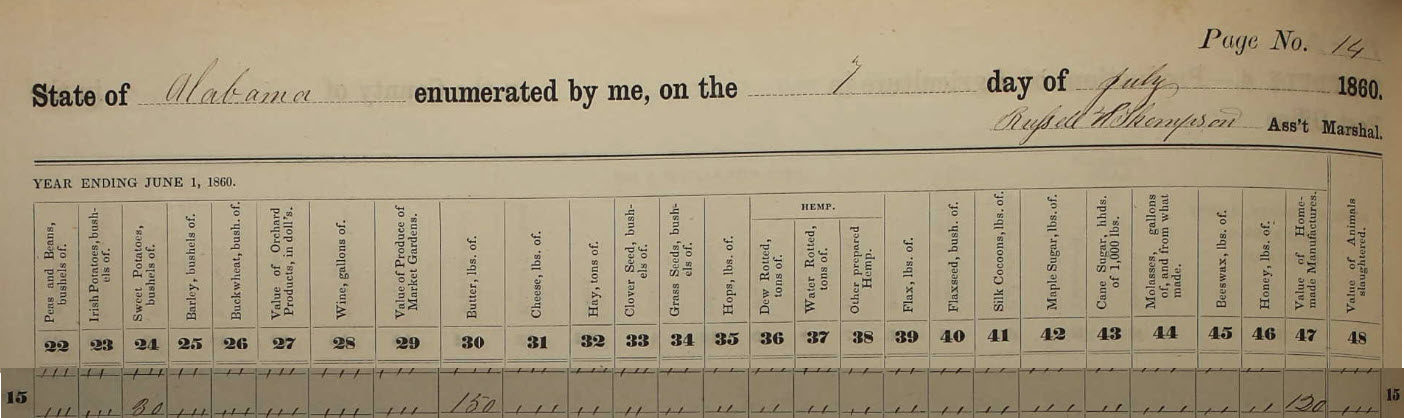 Page No. 14
State of Alabama enumerated by me, on the 7 day of July 1860.
Russell H Thompson Ass't Marshal.
YEAR ENDING JUNE 1, 1860.
Peas and Beans, bushels of.
Irish Potatoes, bushels of.
Sweet Potatoes, bushels of.
Barley, bushels of.
Buckwheat, bush. of.
Value of Orchard Products, in doll's.
Wine, gallons of.
Value of Produce of Market Gardens.
Butter, lbs. of.
Cheese, lbs. of.
Hay, tons of.
Clover Seed, bushels of.
Grass Seeds, bushels of.
Hops, lbs. of.
HEMP.
Dew Rotted, tons of.
Water Rotted, tons of.
Other prepared Hemp.
Flax, lbs. of.
Flaxseed, bush. of.
Silk Cocoons, lbs. of.
Maple Sugar, lbs. of.
Cane Sugar, hhds. of 1,000 lbs.
Molasses, gallons of, and from what made.
Beeswax, lbs. of.
Honey, lbs. of.
Value of Home-made Manufactures.
Value of Animals slaughtered.
22 23 24 25 26 27 28 29 30 31 32 33 34 35 36 37 38 39 40 41 42 43 44 45 46 47 48
15 30 150 120 15